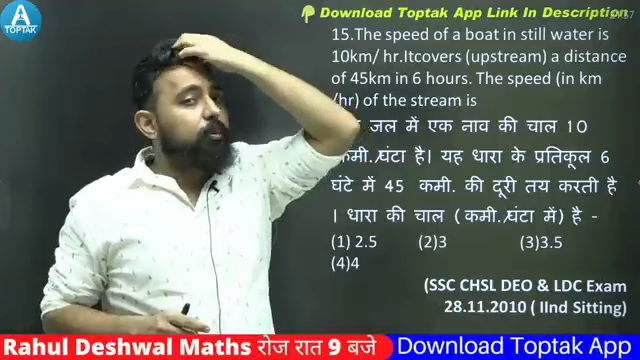 A
TOPTAK
Download Toptak App Link In Description
15.The speed of a boat in still water is
10km/ hr.Itcovers (upstream) a distance
of 45km in 6 hours. The speed (in km
/hr) of the stream is
जल में एक नाव की चाल 10
कमी./घंटा है। यह धारा के प्रतिकूल 6
घंटे में 45 कमी. की दूरी तय करती है
। धारा की चाल (कमी./घंटा में) है -
(1) 2.5 (2)3 (3)3.5
(4)4
(SSC CHSL DEO & LDC Exam
28.11.2010 ( IInd Sitting)
Rahul Deshwal Maths रोज रात 9 बजे Download Toptak App